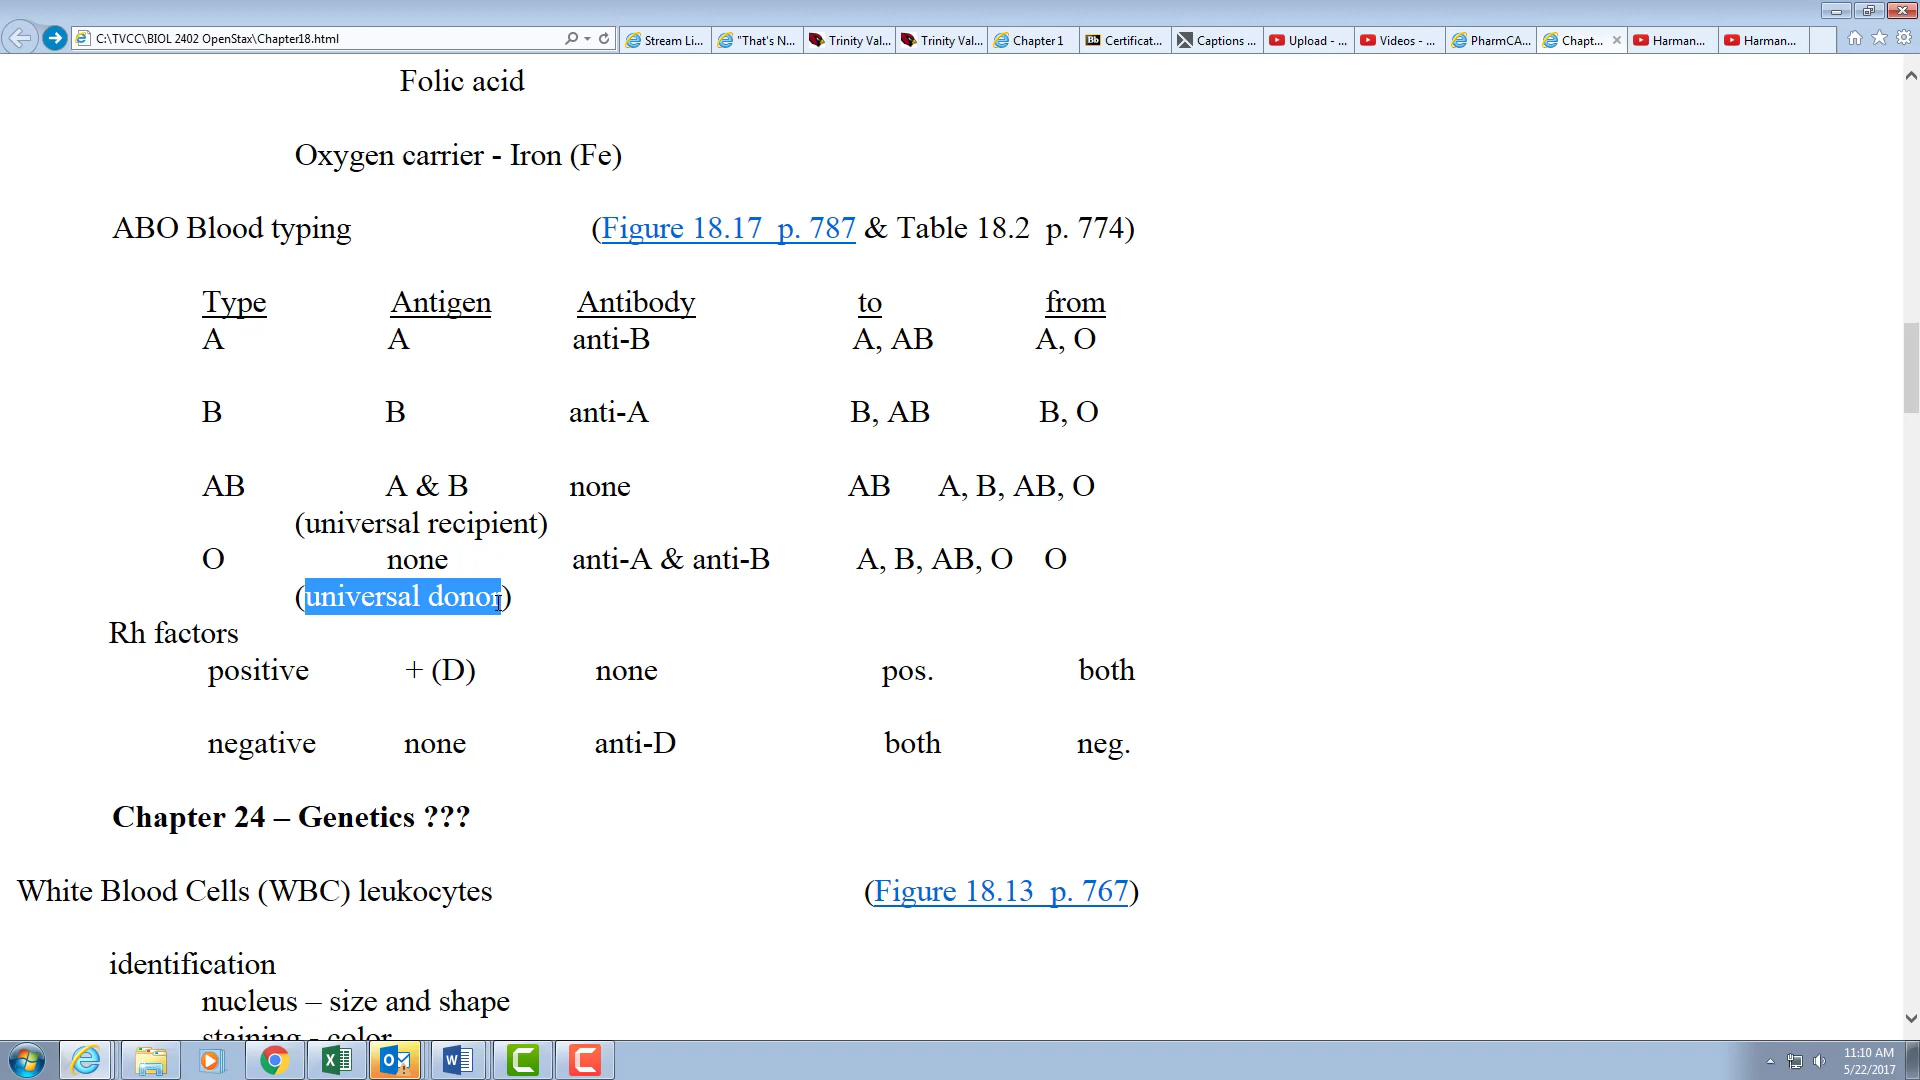 C:\TVCC\BIOL 2402 OpenStax\Chapter18.html
Stream Li... "That's N... Trinity Val... Trinity Val... Chapter 1 Bb Certificat... Captions ... Upload - ... Videos - ... PharmCA... Chapt... Harman... Harman...
Folic acid
Oxygen carrier - Iron (Fe)
ABO Blood typing (Figure 18.17 p. 787 & Table 18.2 p. 774)
Type Antigen Antibody to from
A A anti-B A, AB A, O
B B anti-A B, AB B, O
AB A & B none AB A, B, AB, O
(universal recipient)
O none anti-A & anti-B A, B, AB, O O
(universal donor)
Rh factors
positive + (D) none pos. both
negative none anti-D both neg.
Chapter 24 – Genetics ???
White Blood Cells (WBC) leukocytes (Figure 18.13 p. 767)
identification
nucleus – size and shape
staining - color
11:10 AM
5/22/2017